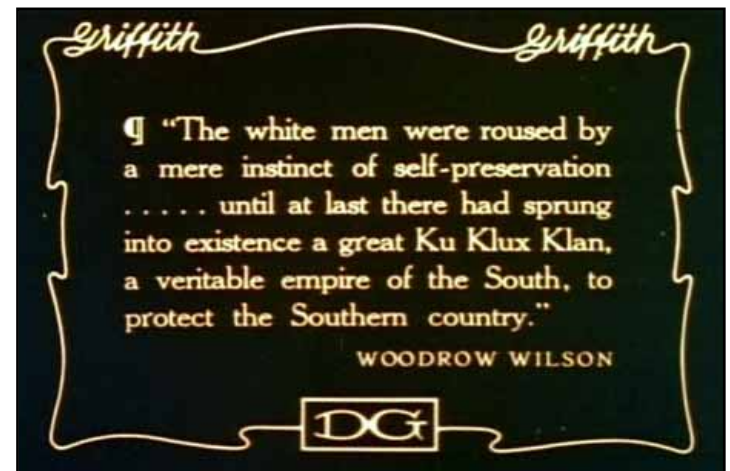 Griffith Griffith
¶ "The white men were roused by
a mere instinct of self-preservation
..... until at last there had sprung
into existence a great Ku Klux Klan,
a veritable empire of the South, to
protect the Southern country."
WOODROW WILSON
DG